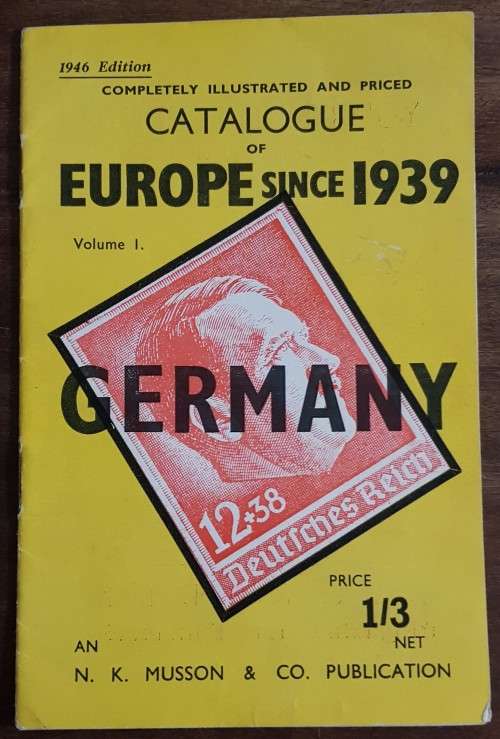 1946 Edition
COMPLETELY ILLUSTRATED AND PRICED
CATALOGUE
OF
EUROPE SINCE 1939
Volume 1.
GERMANY
12+38
Deutsches Reich
PRICE
1/3
AN NET
N. K. MUSSON & CO. PUBLICATION